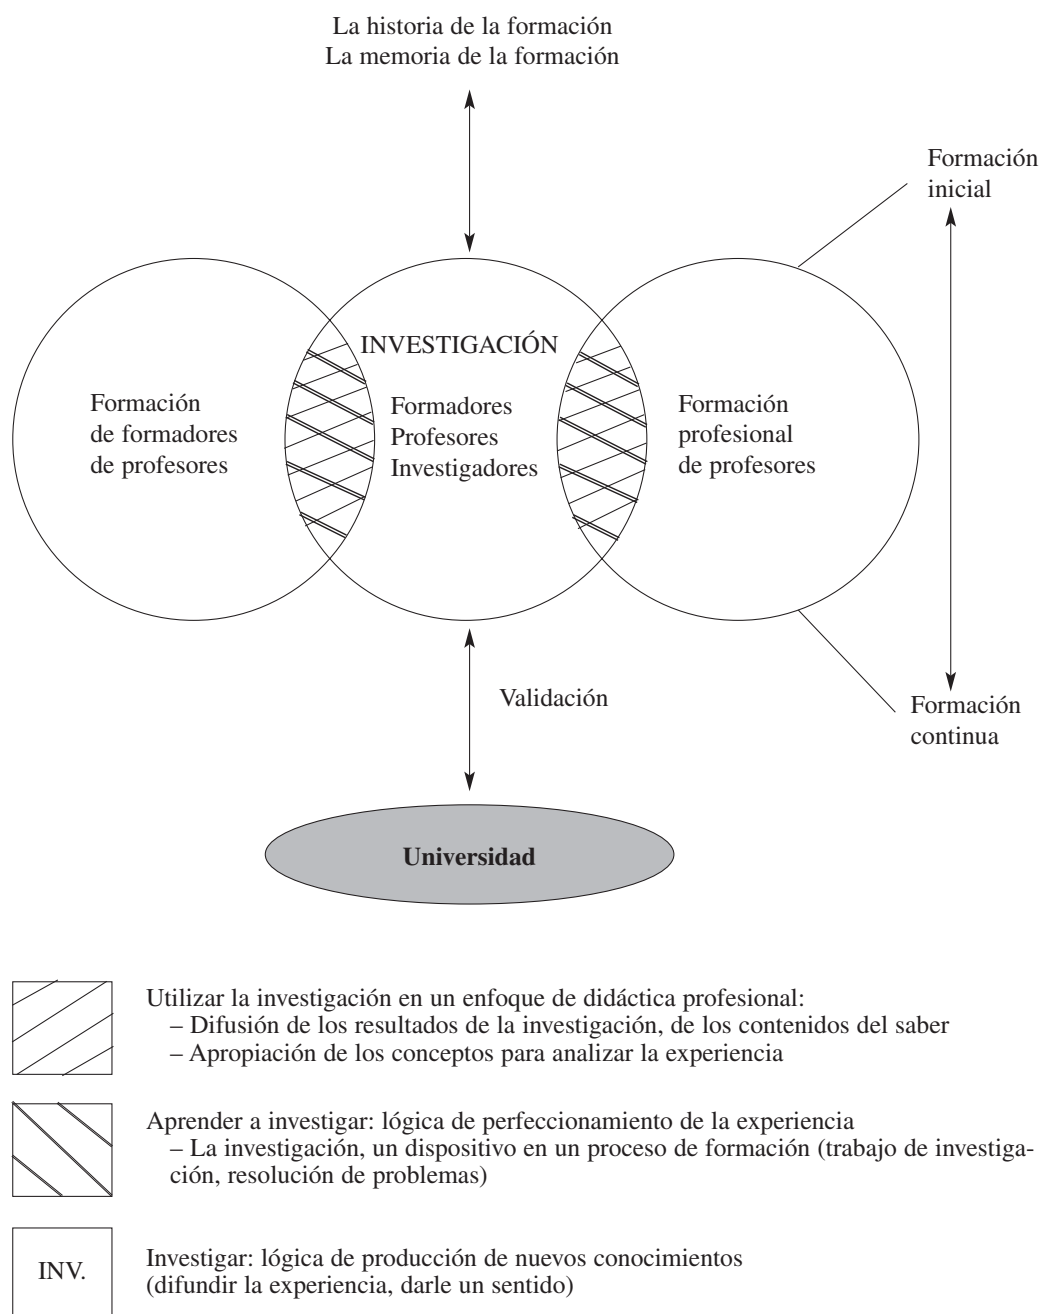 La historia de la formación
La memoria de la formación
Formación
inicial
INVESTIGACIÓN
Formación
de formadores
de profesores
Formadores
Profesores
Investigadores
Formación
profesional
de profesores
Validación
Formación
continua
Universidad
Utilizar la investigación en un enfoque de didáctica profesional:
– Difusión de los resultados de la investigación, de los contenidos del saber
– Apropiación de los conceptos para analizar la experiencia
Aprender a investigar: lógica de perfeccionamiento de la experiencia
– La investigación, un dispositivo en un proceso de formación (trabajo de investiga-
ción, resolución de problemas)
INV.
Investigar: lógica de producción de nuevos conocimientos
(difundir la experiencia, darle un sentido)